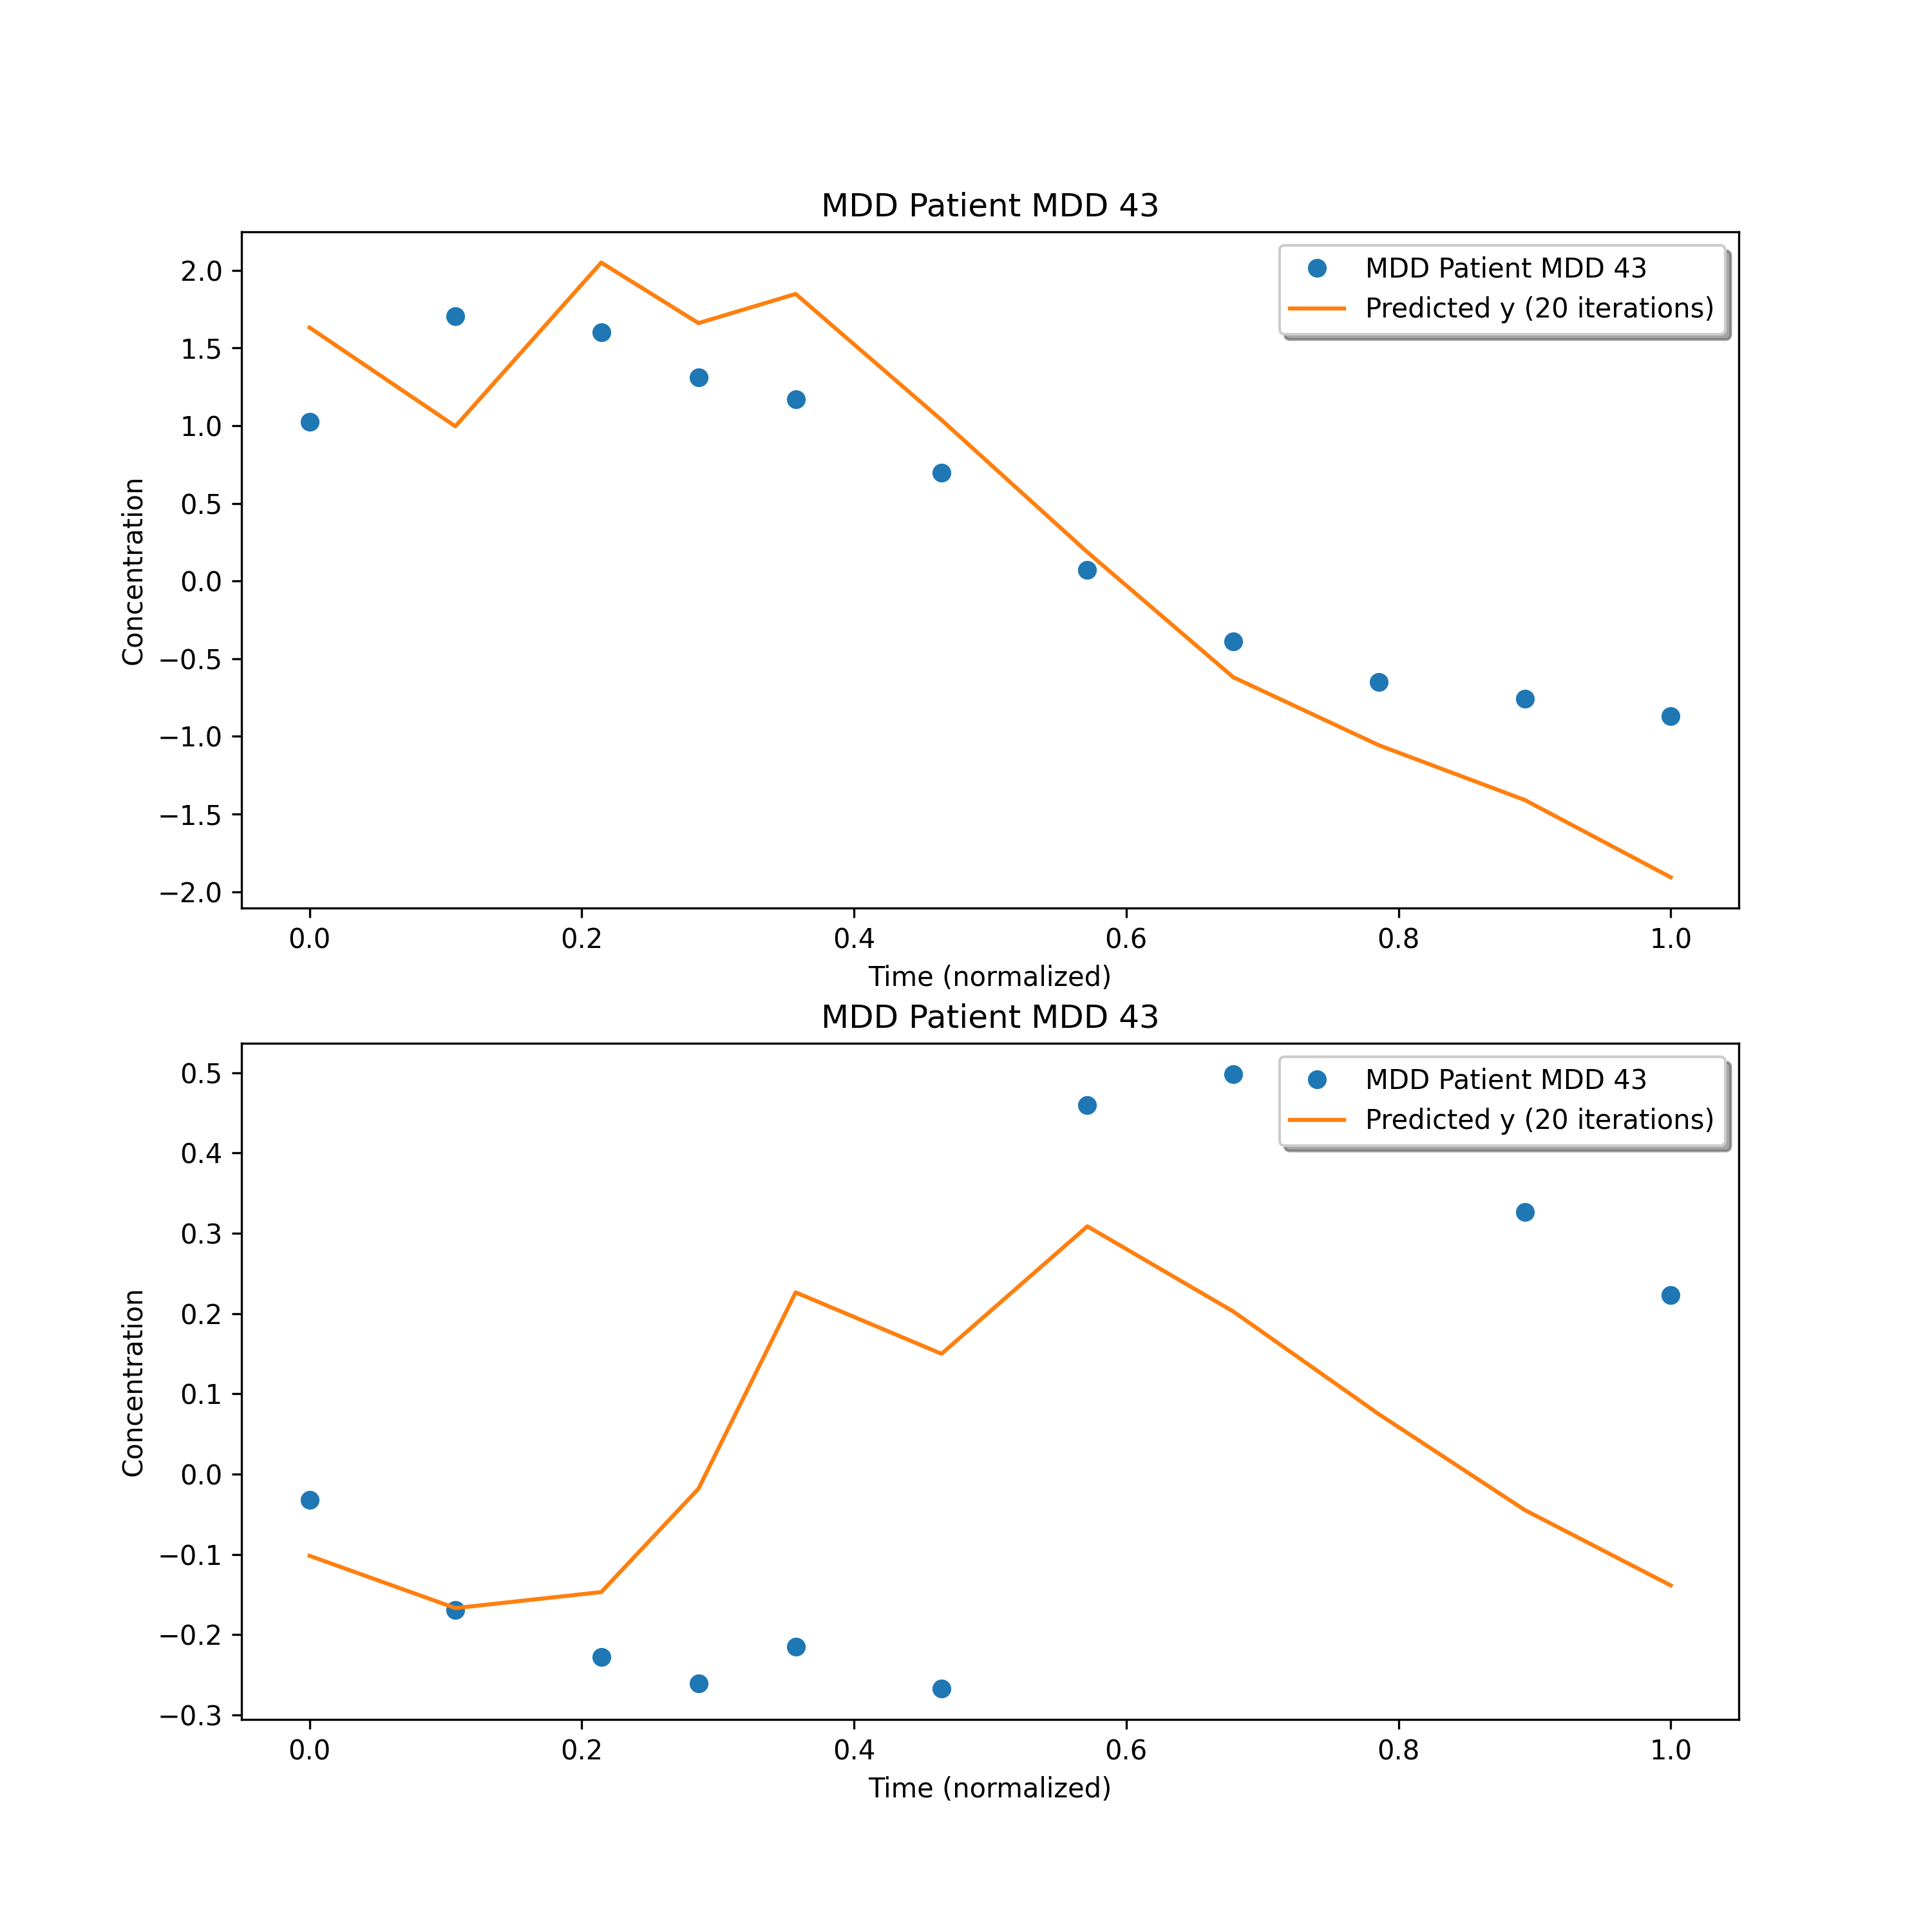 MDD Patient MDD 43
2.0
1.5
1.0
0.5
0.0
−0.5
−1.0
−1.5
−2.0
Concentration
MDD Patient MDD 43
Predicted y (20 iterations)
0.0 0.2 0.4 0.6 0.8 1.0
Time (normalized)
MDD Patient MDD 43
0.5
0.4
0.3
0.2
0.1
0.0
−0.1
−0.2
−0.3
Concentration
MDD Patient MDD 43
Predicted y (20 iterations)
0.0 0.2 0.4 0.6 0.8 1.0
Time (normalized)